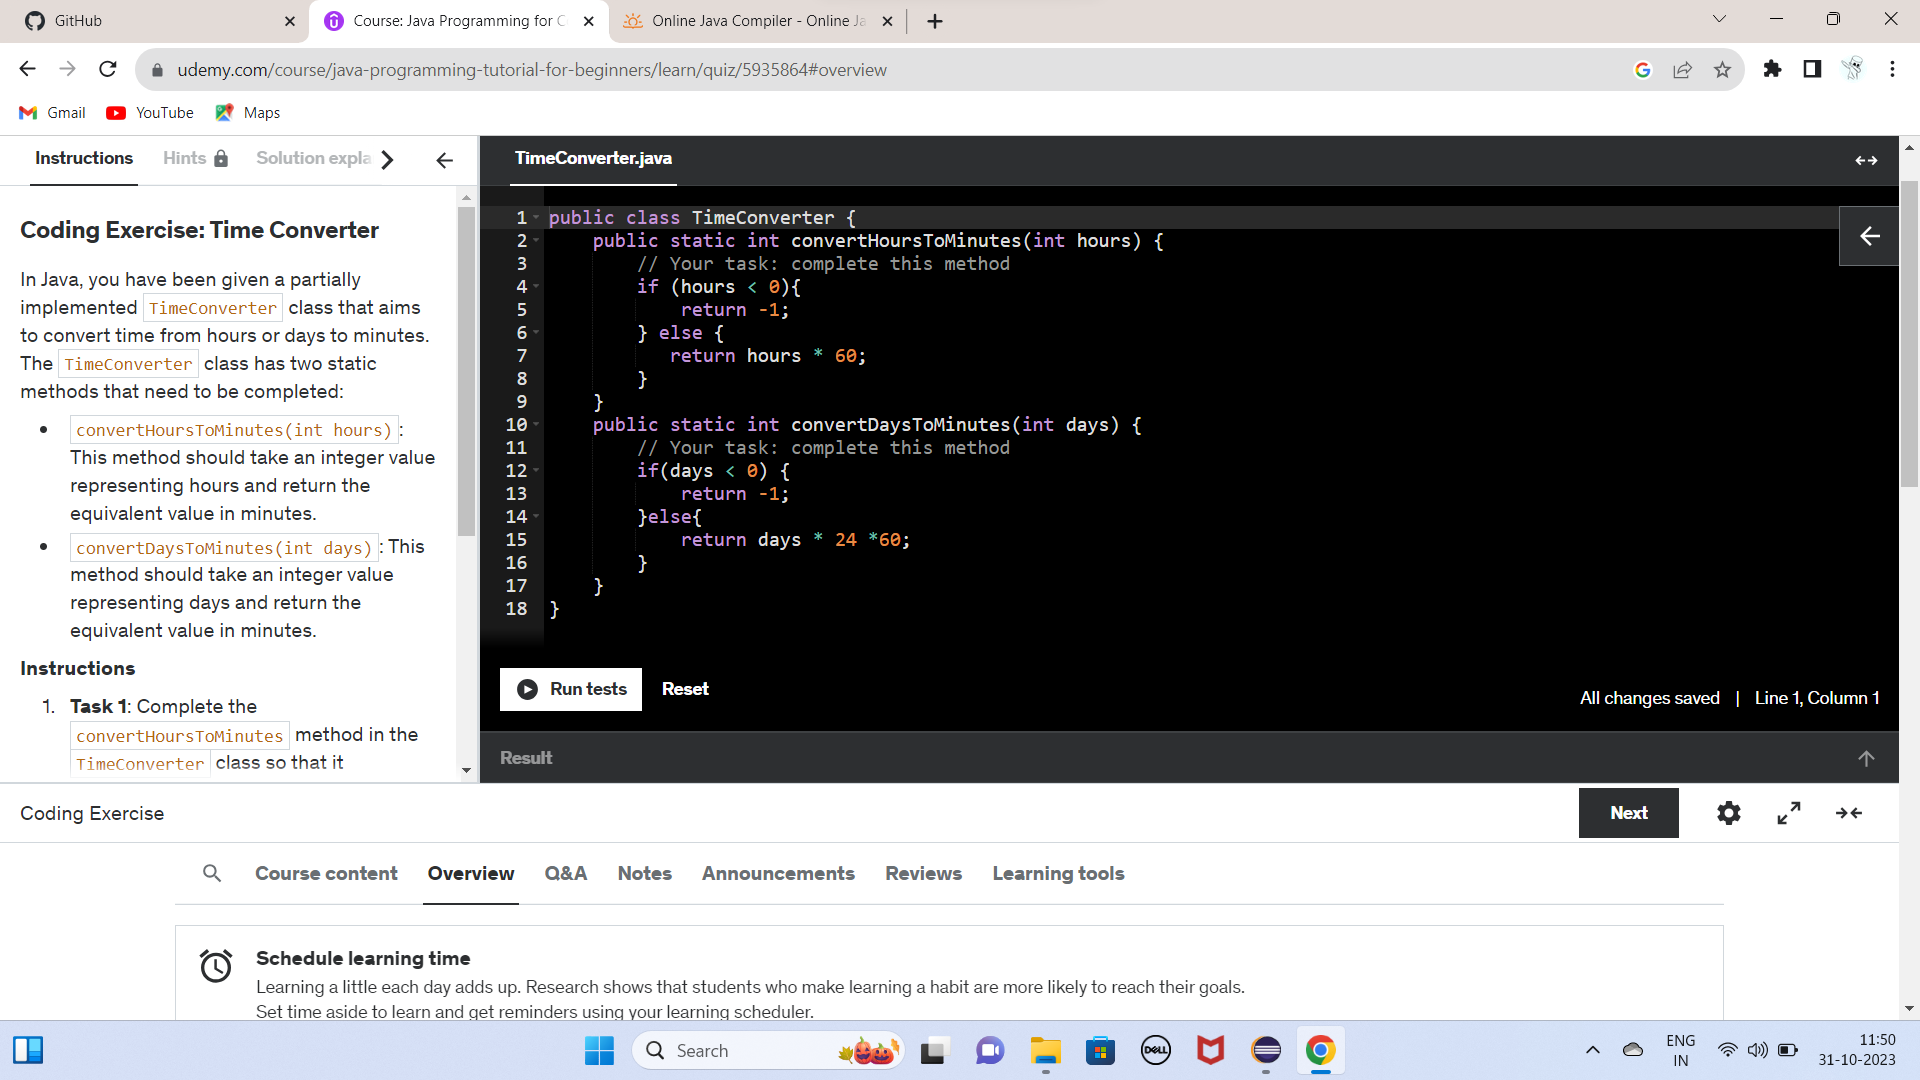 GitHub
Course: Java Programming for C
Online Java Compiler - Online Ja
udemy.com/course/java-programming-tutorial-for-beginners/learn/quiz/5935864#overview
Gmail
YouTube
Maps
Instructions
Hints
Solution expla
TimeConverter.java
Coding Exercise: Time Converter
In Java, you have been given a partially
implemented TimeConverter class that aims
to convert time from hours or days to minutes.
The TimeConverter class has two static
methods that need to be completed:
• convertHoursToMinutes(int hours) :
This method should take an integer value
representing hours and return the
equivalent value in minutes.
• convertDaysToMinutes(int days) : This
method should take an integer value
representing days and return the
equivalent value in minutes.
Instructions
1. Task 1: Complete the
convertHoursToMinutes method in the
TimeConverter class so that it
1 public class TimeConverter {
2 public static int convertHoursToMinutes(int hours) {
3 // Your task: complete this method
4 if (hours < 0){
5 return -1;
6 } else {
7 return hours * 60;
8 }
9 }
10 public static int convertDaysToMinutes(int days) {
11 // Your task: complete this method
12 if(days < 0) {
13 return -1;
14 }else{
15 return days * 24 *60;
16 }
17 }
18 }
Run tests
Reset
All changes saved | Line 1, Column 1
Result
Coding Exercise
Next
Course content
Overview
Q&A
Notes
Announcements
Reviews
Learning tools
Schedule learning time
Learning a little each day adds up. Research shows that students who make learning a habit are more likely to reach their goals.
Set time aside to learn and get reminders using your learning scheduler.
Search
DELL
ENG
IN
11:50
31-10-2023